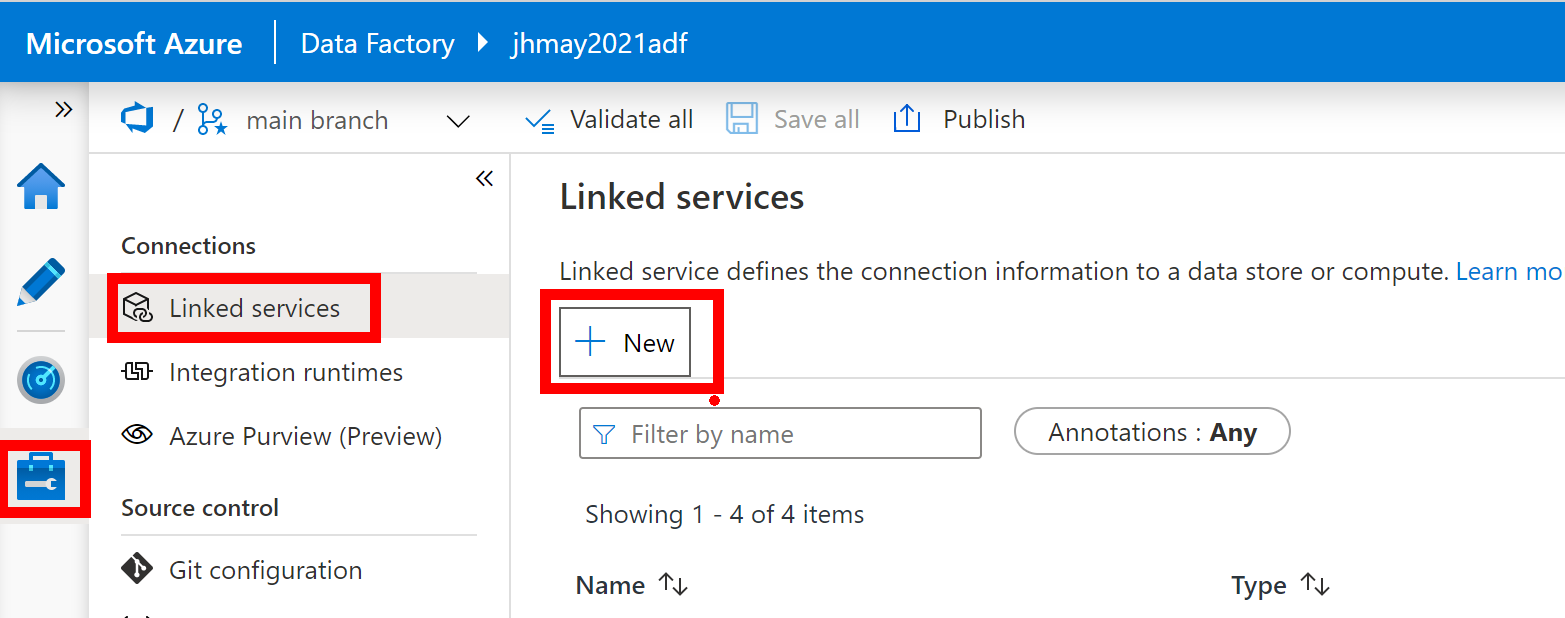 Microsoft Azure Data Factory jhmay2021adf
/ main branch Validate all Save all Publish
Linked services
Connections
Linked service defines the connection information to a data store or compute. Learn mo
Linked services
New
Integration runtimes
Azure Purview (Preview)
Filter by name Annotations : Any
Source control
Showing 1 - 4 of 4 items
Git configuration
Name Type